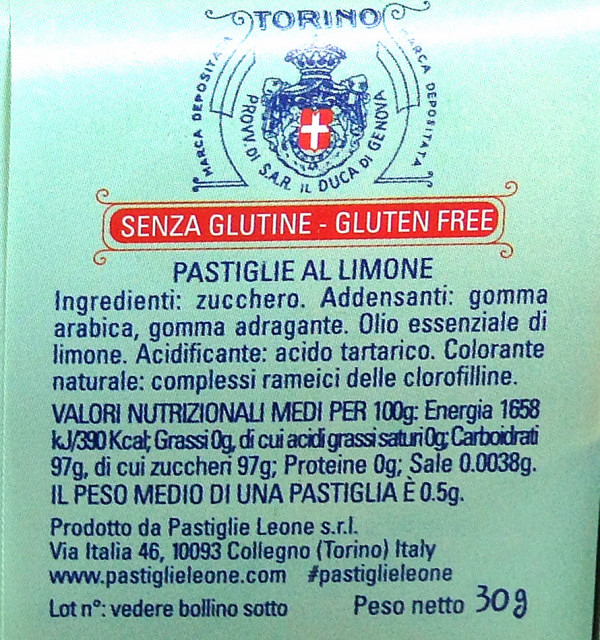 TORINO
MARCA DEPOSITATA
MARCA DEPOSITATA
PROVV. DI S.A.R. IL DUCA DI GENOVA
SENZA GLUTINE - GLUTEN FREE
PASTIGLIE AL LIMONE
Ingredienti: zucchero. Addensanti: gomma
arabica, gomma adragante. Olio essenziale di
limone. Acidificante: acido tartarico. Colorante
naturale: complessi rameici delle clorofilline.
VALORI NUTRIZIONALI MEDI PER 100g: Energia 1658
kJ/390 Kcal; Grassi 0g, di cui acidi grassi saturi 0g; Carboidrati
97g, di cui zuccheri 97g; Proteine 0g; Sale 0.0038g.
IL PESO MEDIO DI UNA PASTIGLIA È 0.5g.
Prodotto da Pastiglie Leone s.r.l.
Via Italia 46, 10093 Collegno (Torino) Italy
www.pastiglieleone.com #pastiglieleone
Lot n°: vedere bollino sotto Peso netto 30g